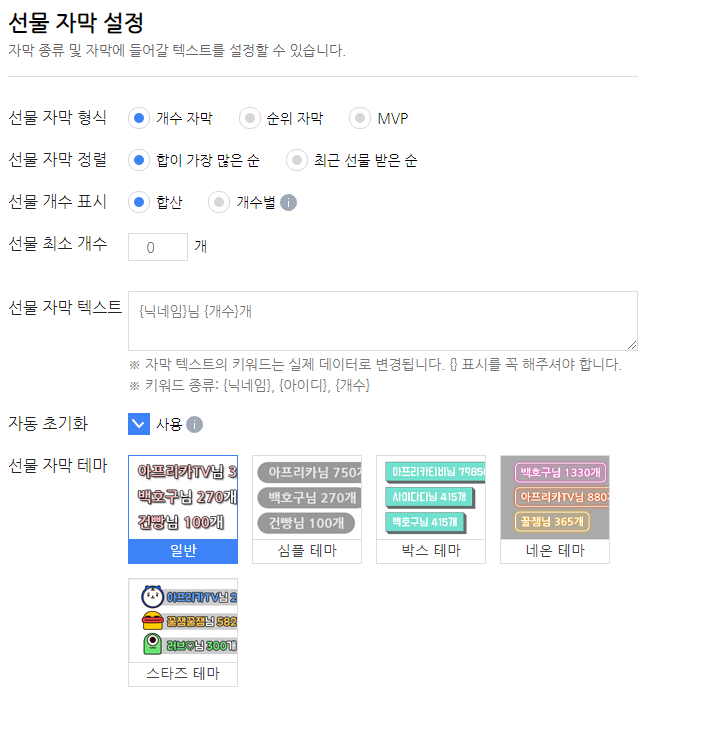 선물 자막 설정
자막 종류 및 자막에 들어갈 텍스트를 설정할 수 있습니다.
선물 자막 형식 개수 자막 순위 자막 MVP
선물 자막 정렬 합이 가장 많은 순 최근 선물 받은 순
선물 개수 표시 합산 개수별 i
선물 최소 개수 0 개
선물 자막 텍스트 {닉네임}님 {개수}개
※ 자막 텍스트의 키워드는 실제 데이터로 변경됩니다. {} 표시를 꼭 해주셔야 합니다.
※ 키워드 종류: {닉네임}, {아이디}, {개수}
자동 초기화 사용 i
선물 자막 테마
아프리카TV님 3
백호구님 270개
건빵님 100개
일반
아프리카님 750개
백호구님 270개
건빵님 100개
심플 테마
아프리카티비님 7985
사이다다님 415개
백호구님 415개
박스 테마
백호구님 1330개
아프리카TV님 880
꿀잼님 365개
네온 테마
아프리카TV님 2
꿀잼꿀잼님 582
러브♡님 300개
스타즈 테마